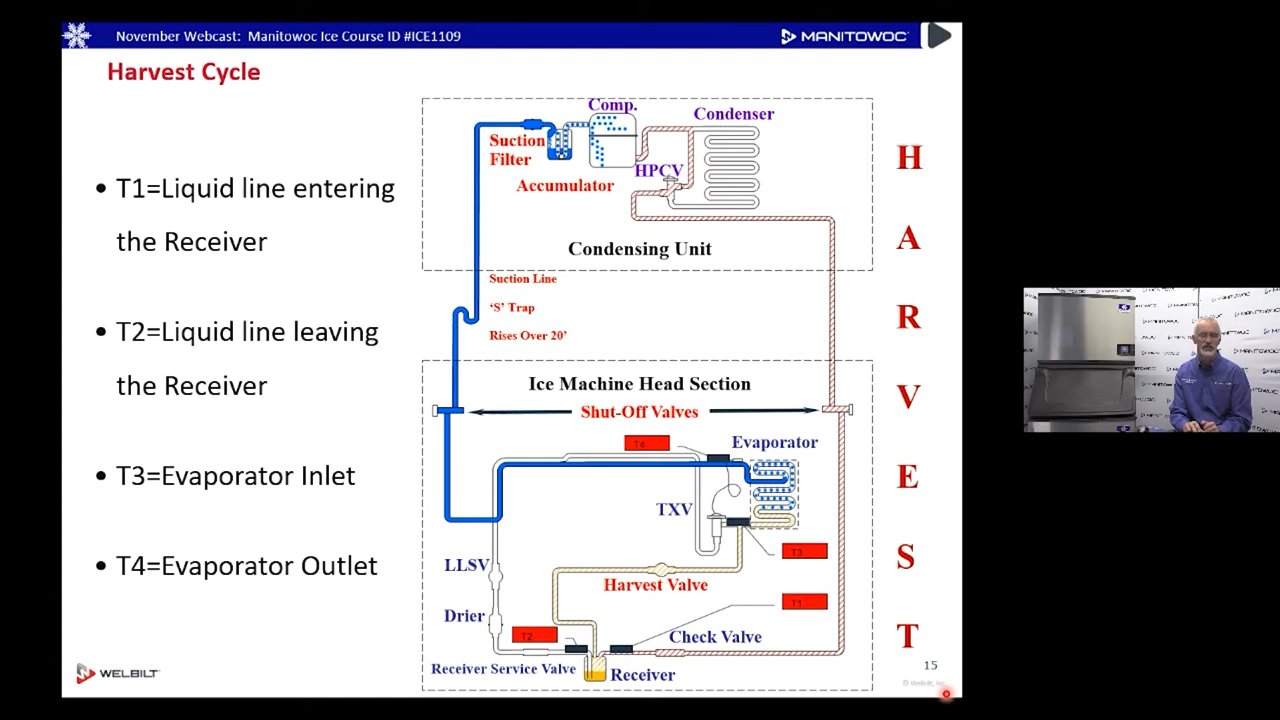 November Webcast: Manitowoc Ice Course ID #ICE1109
MANITOWOC
Harvest Cycle
• T1=Liquid line entering
the Receiver
• T2=Liquid line leaving
the Receiver
• T3=Evaporator Inlet
• T4=Evaporator Outlet
Comp.
Condenser
Suction
Filter
HPCV
Accumulator
Condensing Unit
Suction Line
‘S’ Trap
Rises Over 20’
Ice Machine Head Section
Shut-Off Valves
T4
Evaporator
TXV
T3
LLSV
Harvest Valve
T1
Drier
T2
Check Valve
Receiver Service Valve
Receiver
H
A
R
V
E
S
T
WELBILT
15
© Welbilt, Inc.